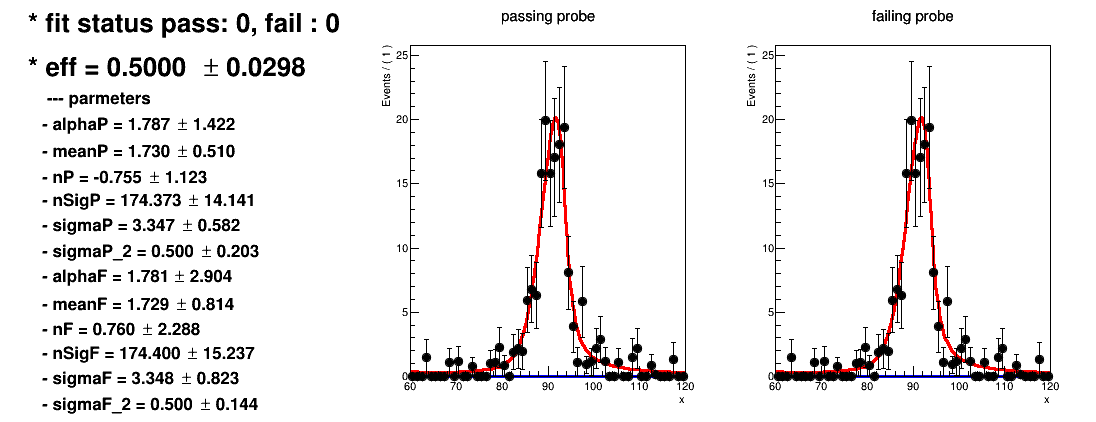 * fit status pass: 0, fail : 0
* eff = 0.5000 ± 0.0298
--- parmeters
- alphaP = 1.787 ± 1.422
- meanP = 1.730 ± 0.510
- nP = -0.755 ± 1.123
- nSigP = 174.373 ± 14.141
- sigmaP = 3.347 ± 0.582
- sigmaP_2 = 0.500 ± 0.203
- alphaF = 1.781 ± 2.904
- meanF = 1.729 ± 0.814
- nF = 0.760 ± 2.288
- nSigF = 174.400 ± 15.237
- sigmaF = 3.348 ± 0.823
- sigmaF_2 = 0.500 ± 0.144
passing probe
Events / ( 1 )
25
20
15
10
5
0
60 70 80 90 100 110 120
x
failing probe
Events / ( 1 )
25
20
15
10
5
0
60 70 80 90 100 110 120
x